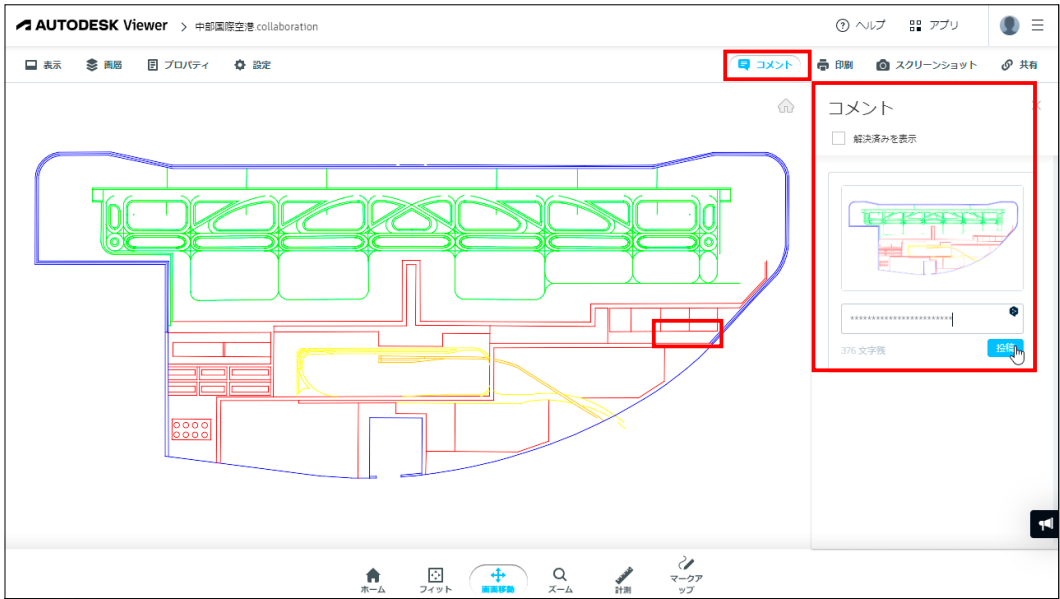 AUTODESK Viewer > 中部国際空港.collaboration
ヘルプ アプリ
表示 画層 プロパティ 設定 コメント 印刷 スクリーンショット 共有
コメント
解決済みを表示
************************
376 文字残
投稿
ホーム フィット 画面移動 ズーム 計測 マークア
ップ